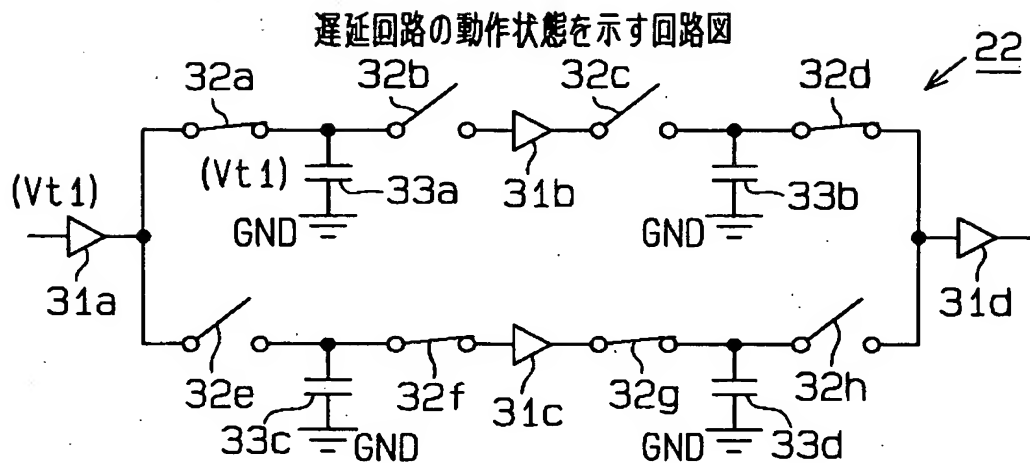 遅延回路の動作状態を示す回路図
22
32a
32b
32c
32d
(Vt1)
(Vt1)
33a
31b
33b
GND
GND
31a
31d
32e
32f
31c
32g
32h
33c
GND
GND
33d